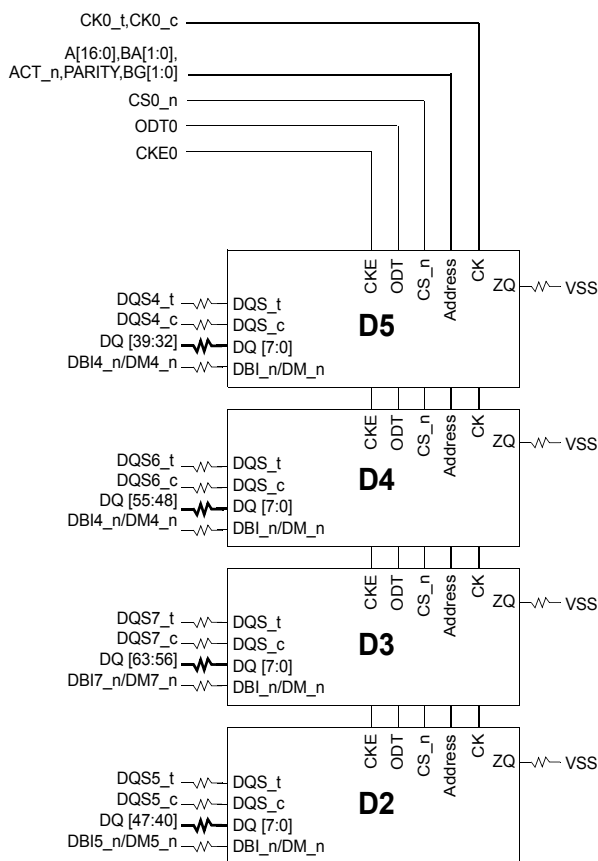 CK0_t,CK0_c
A[16:0],BA[1:0],
ACT_n,PARITY,BG[1:0]
CS0_n
ODT0
CKE0
CKE
ODT
CS_n
Address
CK
ZQ
VSS
D5
DQS4_t
DQS4_c
DQ [39:32]
DBI4_n/DM4_n
DQS_t
DQS_c
DQ [7:0]
DBI_n/DM_n
CKE
ODT
CS_n
Address
CK
ZQ
VSS
D4
DQS6_t
DQS6_c
DQ [55:48]
DBI4_n/DM4_n
DQS_t
DQS_c
DQ [7:0]
DBI_n/DM_n
CKE
ODT
CS_n
Address
CK
ZQ
VSS
D3
DQS7_t
DQS7_c
DQ [63:56]
DBI7_n/DM7_n
DQS_t
DQS_c
DQ [7:0]
DBI_n/DM_n
CKE
ODT
CS_n
Address
CK
ZQ
VSS
D2
DQS5_t
DQS5_c
DQ [47:40]
DBI5_n/DM5_n
DQS_t
DQS_c
DQ [7:0]
DBI_n/DM_n